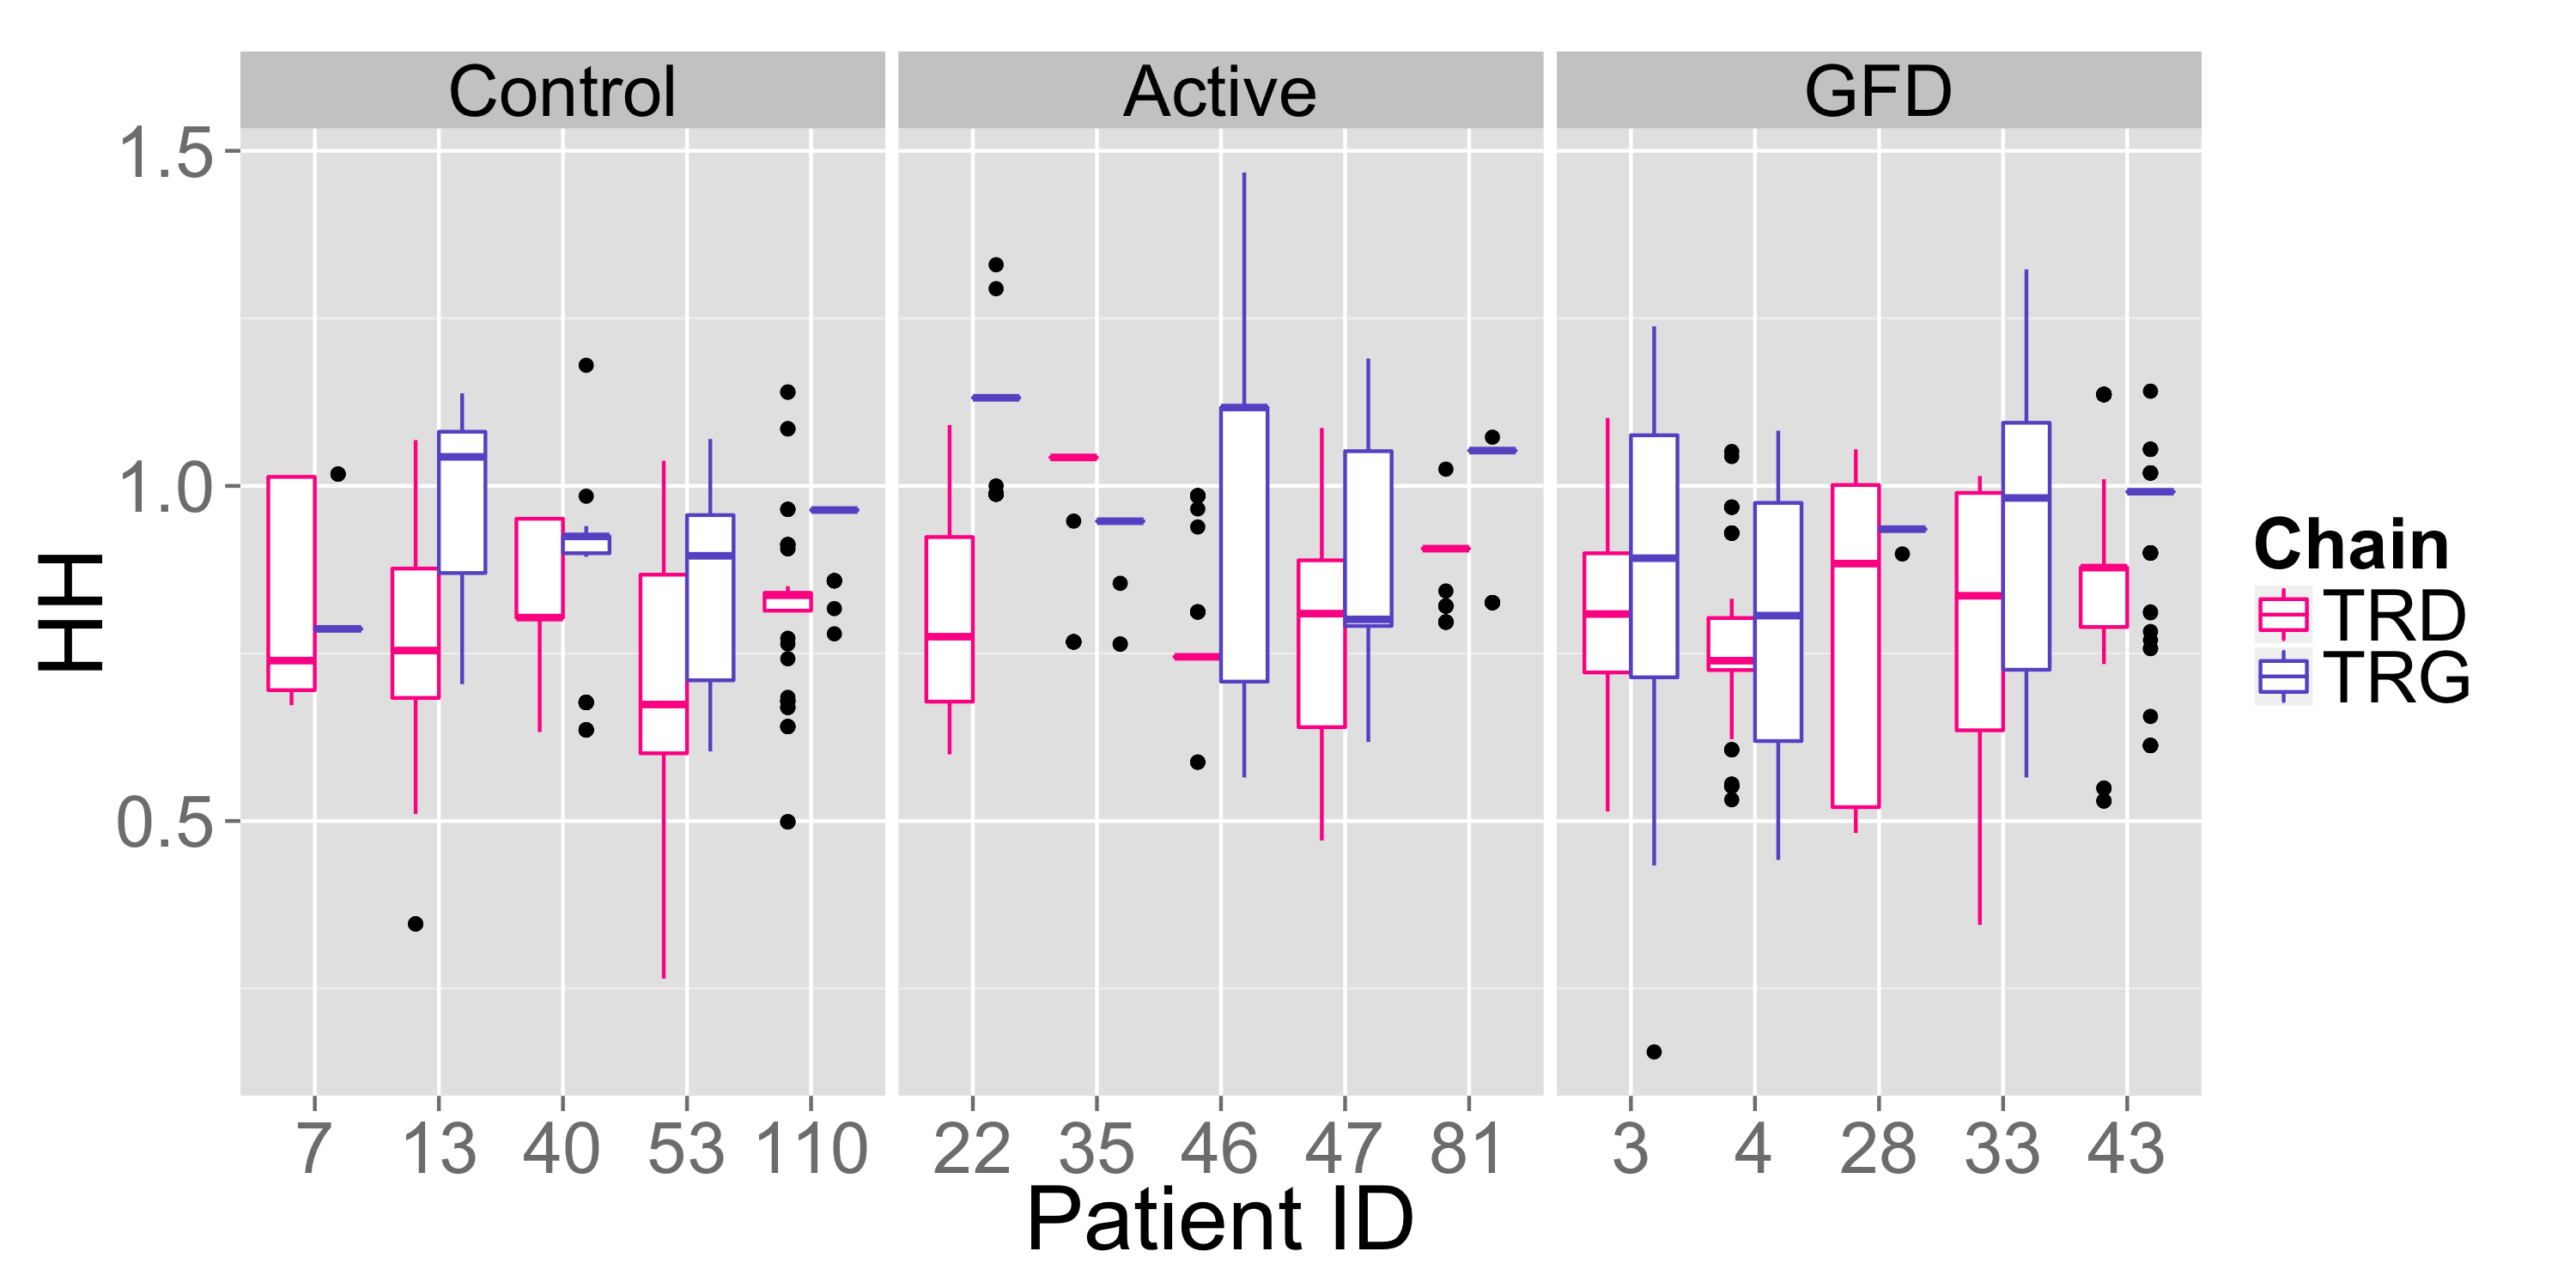 Control Active GFD
1.5
1.0
0.5
HH
7 13 40 53 110 22 35 46 47 81 3 4 28 33 43
Patient ID
Chain
TRD
TRG